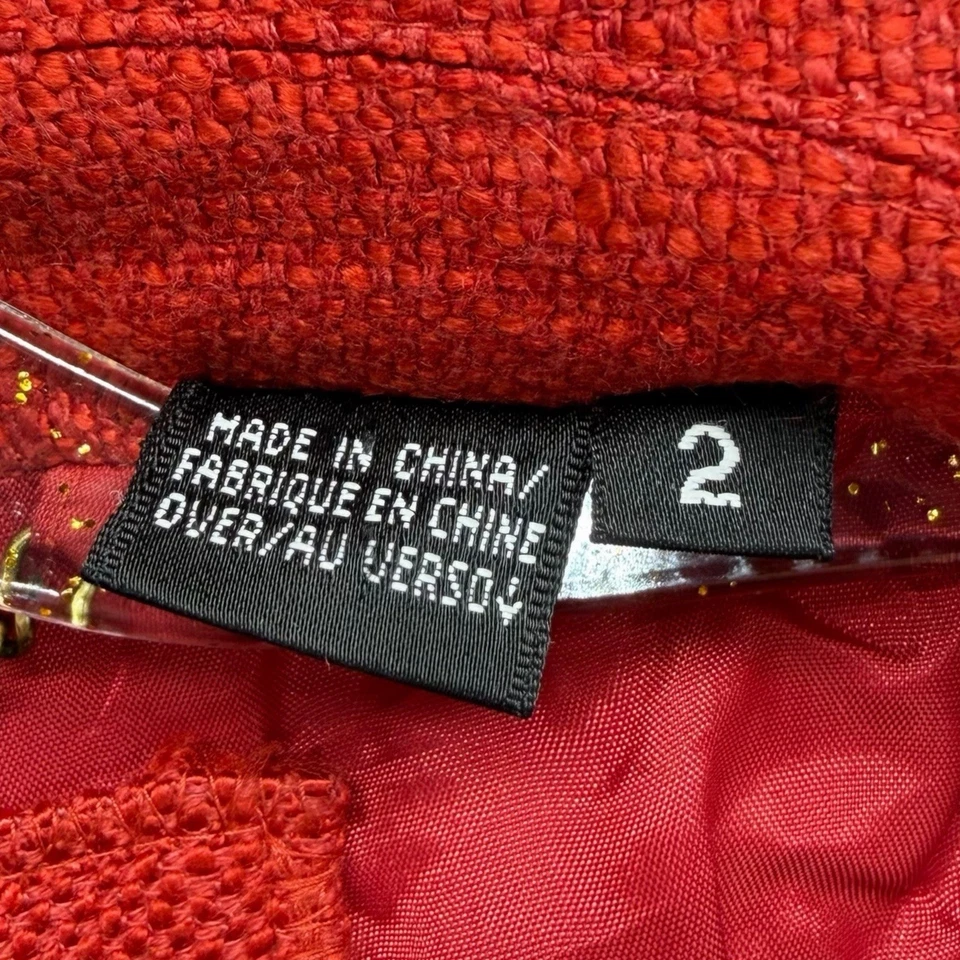 MADE IN CHINA/
FABRIQUE EN CHINE
OVER/AU VERSO↓
2